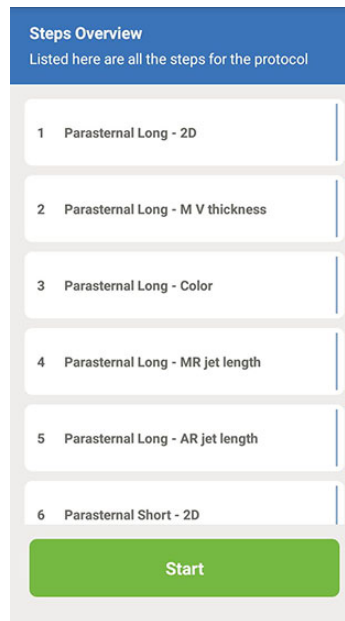 Steps Overview
Listed here are all the steps for the protocol
1 Parasternal Long - 2D
2 Parasternal Long - M V thickness
3 Parasternal Long - Color
4 Parasternal Long - MR jet length
5 Parasternal Long - AR jet length
6 Parasternal Short - 2D
Start